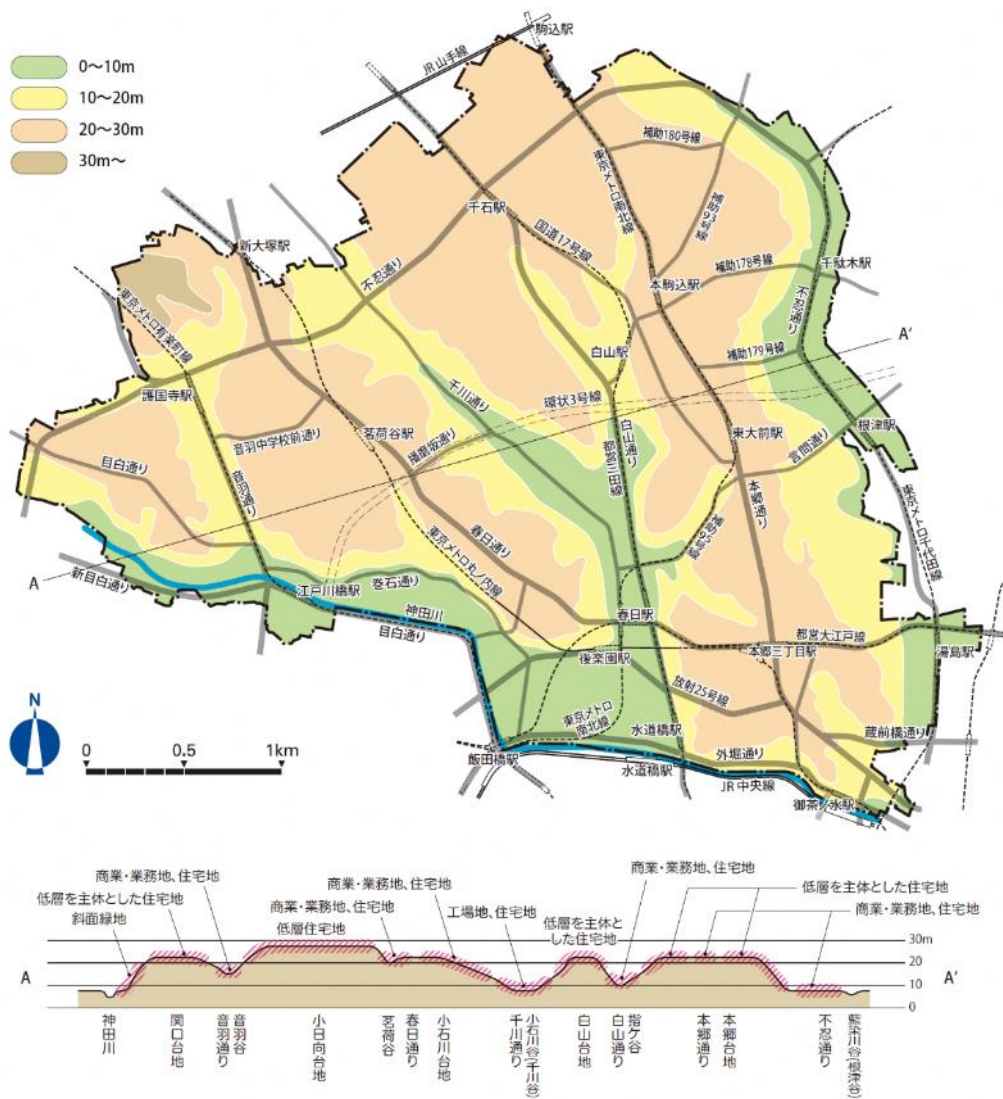 0～10m
10～20m
20～30m
30m～
駒込駅
JR山手線
補助180号線
東京メトロ南北線
千石駅
国道17号線
補助93号線
新大塚駅
不忍通り
本駒込駅
補助178号線
千駄木駅
不忍通り
東京メトロ有楽町線
白山駅
補助179号線
A'
千川通り
環状3号線
護国寺駅
音羽中学校前通り
茗荷谷駅
播磨坂通り
白山通り
都営三田線
東大前駅
言問通り
根津駅
目白通り
音羽通り
本郷通り
東京メトロ千代田線
春日通り
補助95号線
東京メトロ丸ノ内線
A
新目白通り
江戸川橋駅
巻石通り
神田川
目白通り
春日駅
都営大江戸線
本郷三丁目駅
湯島駅
後楽園駅
放射25号線
東京メトロ
南北線
水道橋駅
蔵前橋通り
外堀通り
飯田橋駅
水道橋駅
JR中央線
御茶ノ水駅
N
0
0.5
1km
商業・業務地、住宅地
低層を主体とした住宅地
斜面緑地
商業・業務地、住宅地
商業・業務地、住宅地
低層住宅地
工場地、住宅地
商業・業務地、住宅地
低層を主体と
した住宅地
低層を主体とした住宅地
商業・業務地、住宅地
30m
20
10
0
A
A'
神田川
関口台地
音羽通り
音羽谷
小日向台地
茗荷谷
春日通り
小石川台地
千川通り
小石川谷(千川谷)
白山台地
白山通り
指ケ谷
本郷通り
本郷台地
不忍通り
藍染川谷(根津谷)